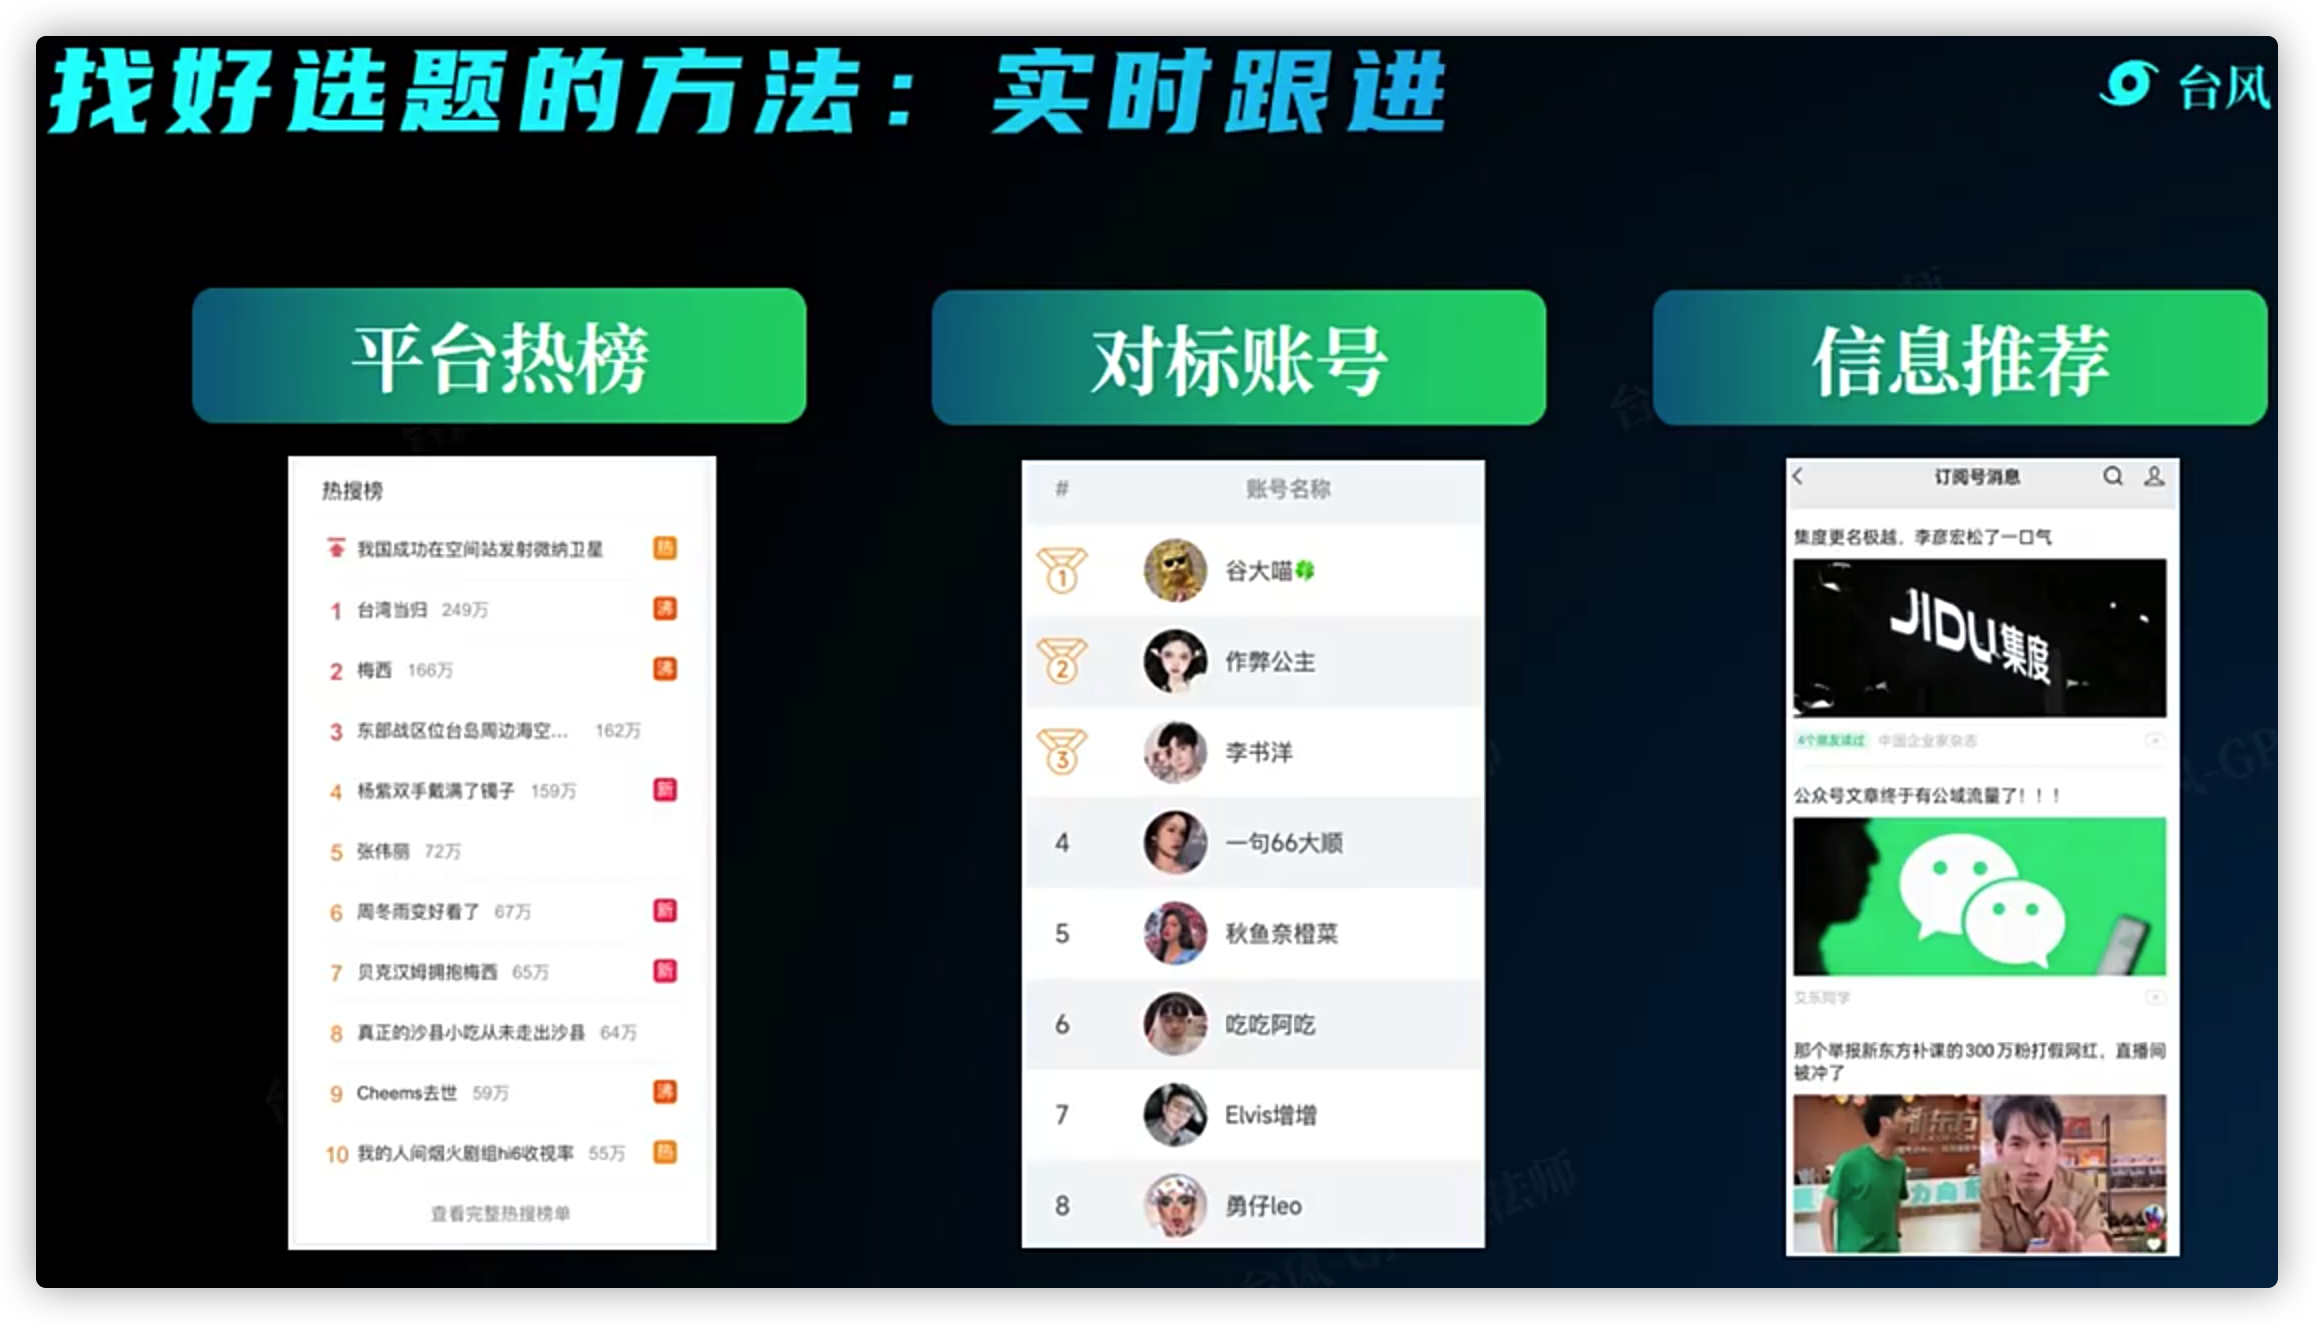 找好选题的方法：实时跟进
台风
平台热榜
热搜榜
我国成功在空间站发射微纳卫星 热
1 台湾当归 249万 沸
2 梅西 166万 沸
3 东部战区位台岛周边海空... 162万
4 杨紫双手戴满了镯子 159万 新
5 张伟丽 72万
6 周冬雨变好看了 67万 新
7 贝克汉姆拥抱梅西 65万 新
8 真正的沙县小吃从未走出沙县 64万
9 Cheems去世 59万 沸
10 我的人间烟火剧组hi6收视率 55万 热
查看完整热搜榜单
对标账号
# 账号名称
1 谷大喵🍀
2 作弊公主
3 李书洋
4 一句66大顺
5 秋鱼奈橙菜
6 吃吃阿吃
7 Elvis增增
8 勇仔leo
信息推荐
订阅号消息
集度更名极越，李彦宏松了一口气
JIDU集度
4个朋友读过 中国企业家杂志
公众号文章终于有公域流量了！！！
艾乐同学
那个举报新东方补课的300万粉打假网红，直播间
被冲了